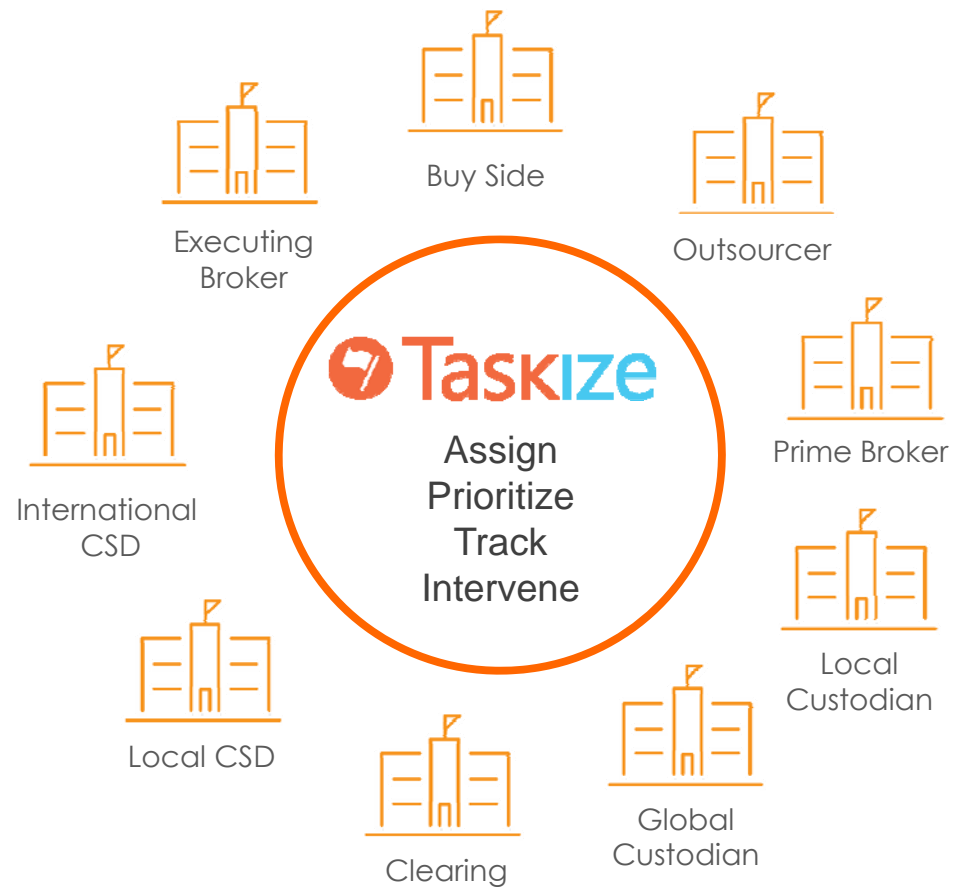 Buy Side
Executing
Broker
Outsourcer
Taskize
Assign
Prioritize
Track
Intervene
Prime Broker
International
CSD
Local
Custodian
Local CSD
Global
Custodian
Clearing